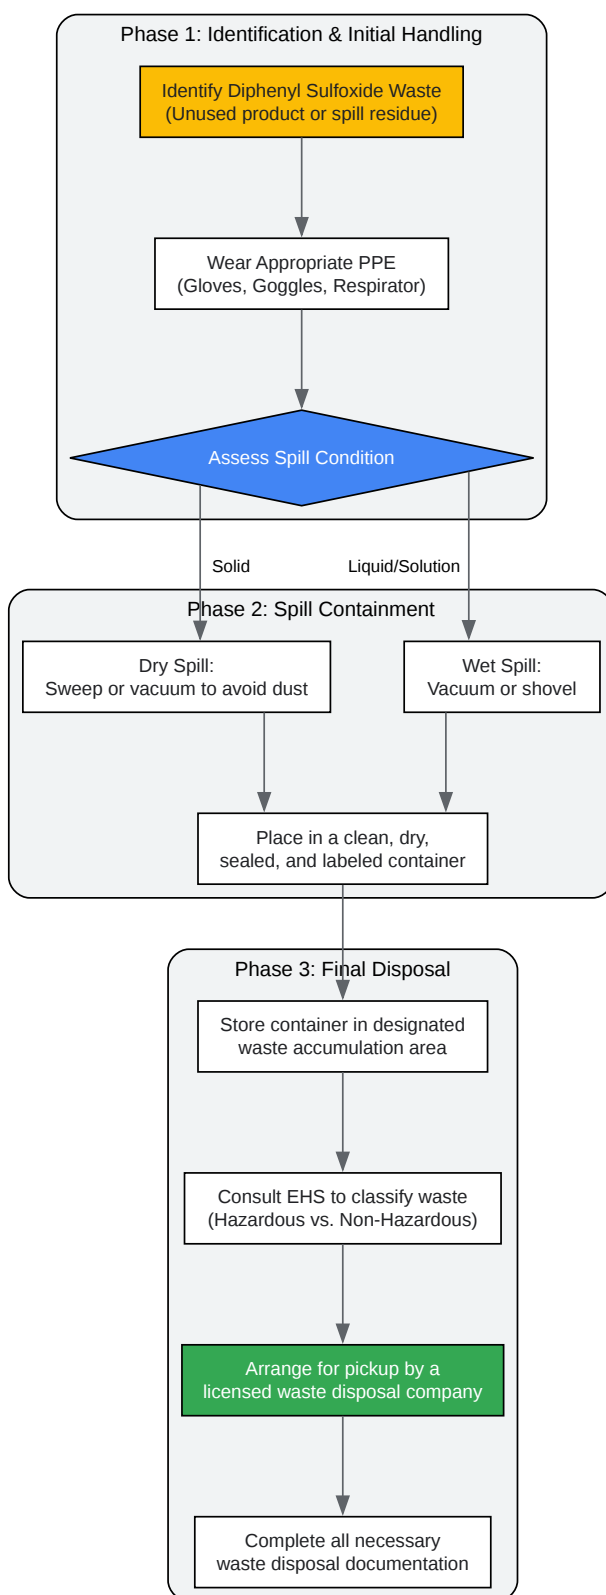 Phase 1: Identification & Initial Handling
Identify Diphenyl Sulfoxide Waste
(Unused product or spill residue)
Wear Appropriate PPE
(Gloves, Goggles, Respirator)
Assess Spill Condition
Solid
Liquid/Solution
Phase 2: Spill Containment
Dry Spill:
Sweep or vacuum to avoid dust
Wet Spill:
Vacuum or shovel
Place in a clean, dry,
sealed, and labeled container
Phase 3: Final Disposal
Store container in designated
waste accumulation area
Consult EHS to classify waste
(Hazardous vs. Non-Hazardous)
Arrange for pickup by a
licensed waste disposal company
Complete all necessary
waste disposal documentation